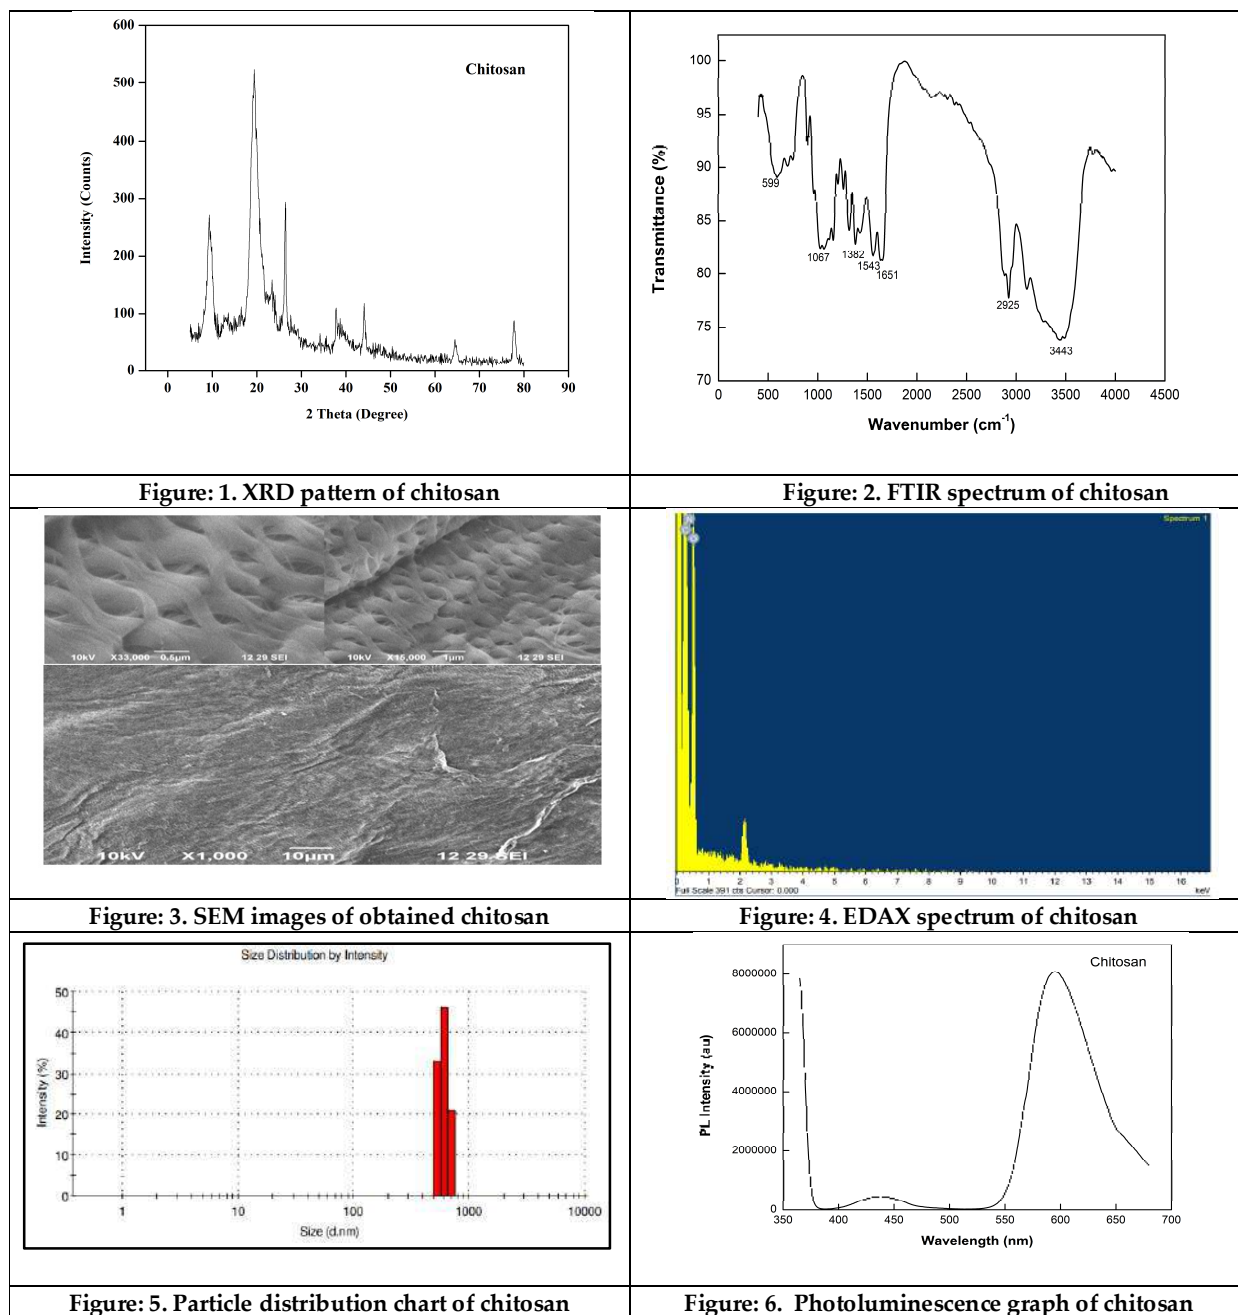 600
500
400
300
200
100
0
Intensity (Counts)
Chitosan
0 10 20 30 40 50 60 70 80 90
2 Theta (Degree)
100
95
90
85
80
75
70
Transmittance (%)
599
1067
1382
1543
1651
2925
3443
0 500 1000 1500 2000 2500 3000 3500 4000 4500
Wavenumber (cm-1)
Figure: 1. XRD pattern of chitosan
Figure: 2. FTIR spectrum of chitosan
10kV X33,000 0.5µm 12 29 SEI
10kV X15,000 1µm 12 29 SEI
10kV X1,000 10µm 12 29 SEI
Spectrum 1
0 1 2 3 4 5 6 7 8 9 10 11 12 13 14 15 16
Full Scale 391 cts Cursor: 0.000
keV
Figure: 3. SEM images of obtained chitosan
Figure: 4. EDAX spectrum of chitosan
Size Distribution by Intensity
50
40
30
20
10
0
Intensity (%)
1 10 100 1000 10000
Size (d.nm)
Chitosan
8000000
6000000
4000000
2000000
0
PL Intensity (au)
350 400 450 500 550 600 650 700
Wavelength (nm)
Figure: 5. Particle distribution chart of chitosan
Figure: 6. Photoluminescence graph of chitosan